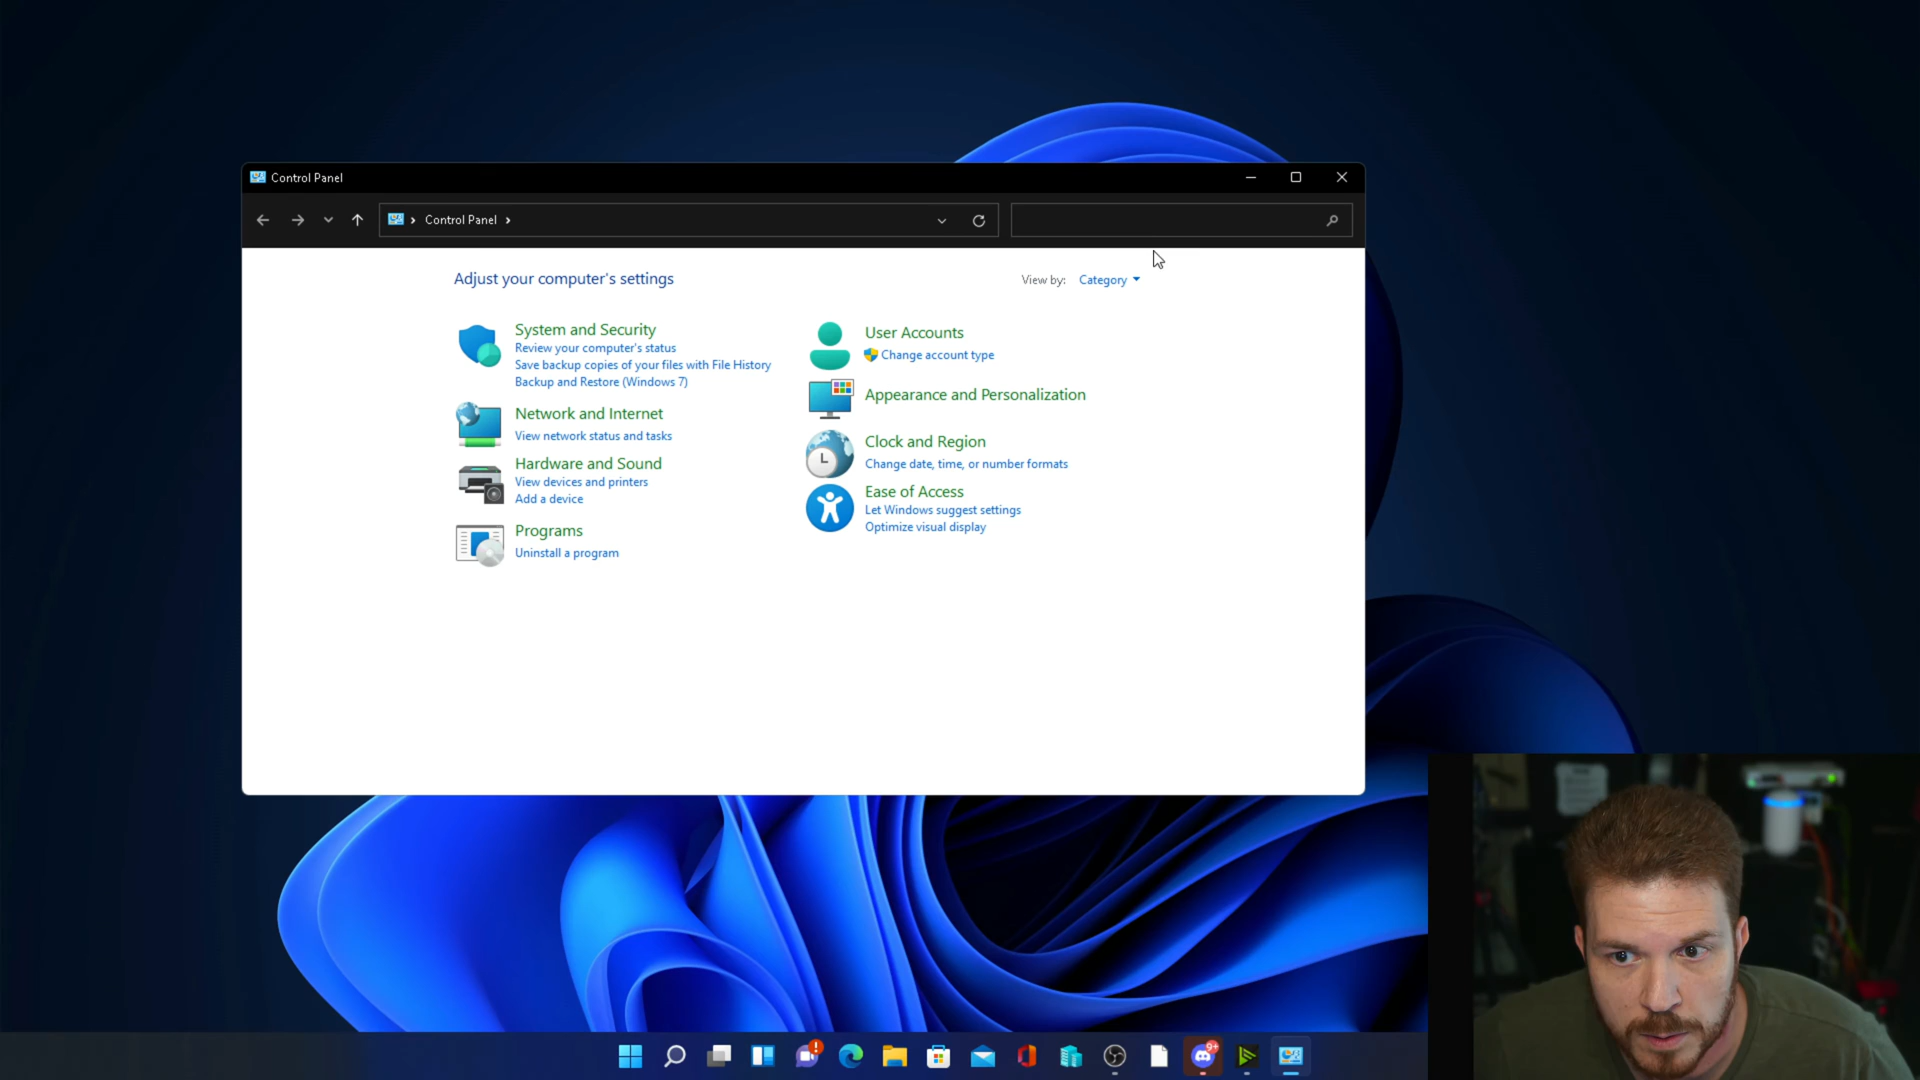 Control Panel
Control Panel
Adjust your computer's settings
View by: Category
System and Security
Review your computer's status
Save backup copies of your files with File History
Backup and Restore (Windows 7)
Network and Internet
View network status and tasks
Hardware and Sound
View devices and printers
Add a device
Programs
Uninstall a program
User Accounts
Change account type
Appearance and Personalization
Clock and Region
Change date, time, or number formats
Ease of Access
Let Windows suggest settings
Optimize visual display
9+